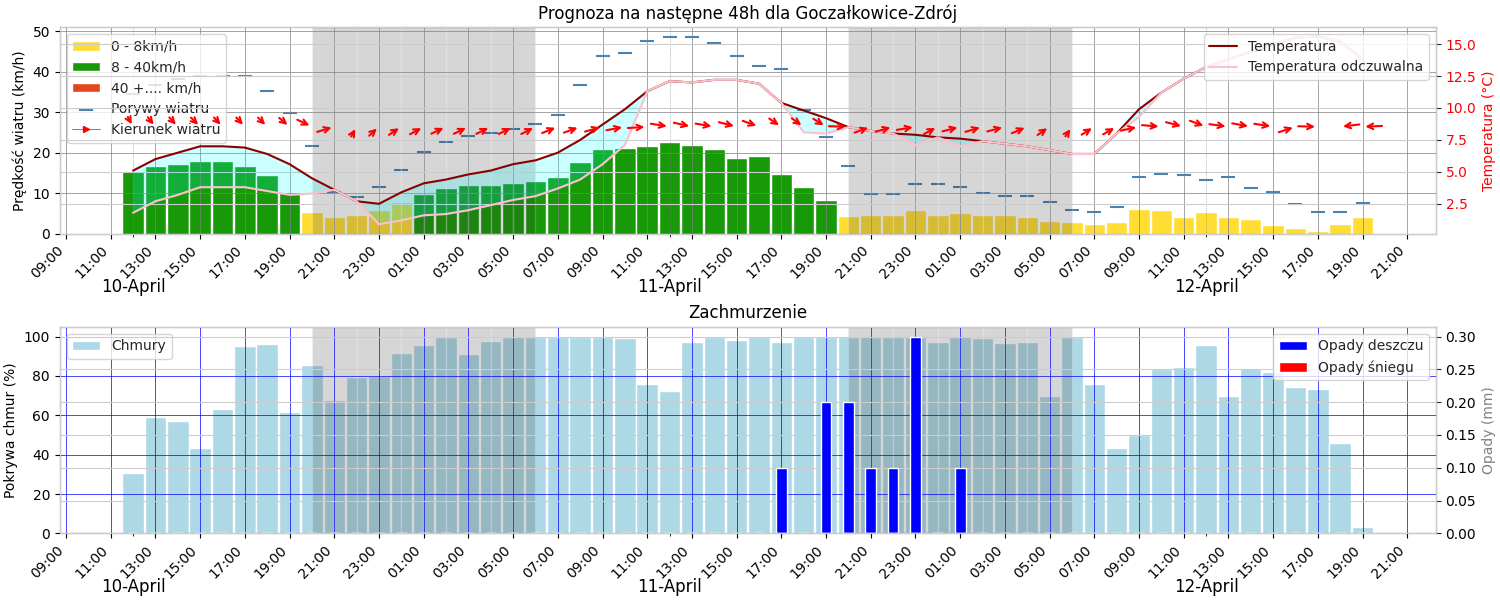 Prognoza na następne 48h dla Goczałkowice-Zdrój
Prędkość wiatru (km/h)
50
40
30
20
10
0
0 - 8km/h
8 - 40km/h
40 +.... km/h
Porywy wiatru
Kierunek wiatru
Temperatura
Temperatura odczuwalna
15.0
12.5
10.0
7.5
5.0
2.5
Temperatura (°C)
09:00 11:00 13:00 15:00 17:00 19:00 21:00 23:00 01:00 03:00 05:00 07:00 09:00 11:00 13:00 15:00 17:00 19:00 21:00 23:00 01:00 03:00 05:00 07:00 09:00 11:00 13:00 15:00 17:00 19:00 21:00
10-April 11-April 12-April
Zachmurzenie
Pokrywa chmur (%)
100
80
60
40
20
0
Chmury
Opady deszczu
Opady śniegu
0.30
0.25
0.20
0.15
0.10
0.05
0.00
Opady (mm)
09:00 11:00 13:00 15:00 17:00 19:00 21:00 23:00 01:00 03:00 05:00 07:00 09:00 11:00 13:00 15:00 17:00 19:00 21:00 23:00 01:00 03:00 05:00 07:00 09:00 11:00 13:00 15:00 17:00 19:00 21:00
10-April 11-April 12-April